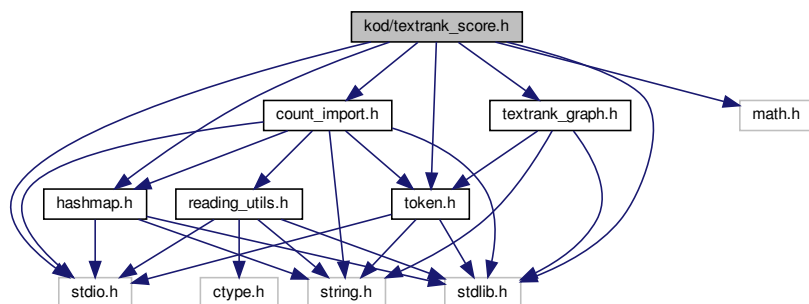 kod/textrank_score.h
count_import.h
textrank_graph.h
math.h
hashmap.h
reading_utils.h
token.h
stdio.h
ctype.h
string.h
stdlib.h